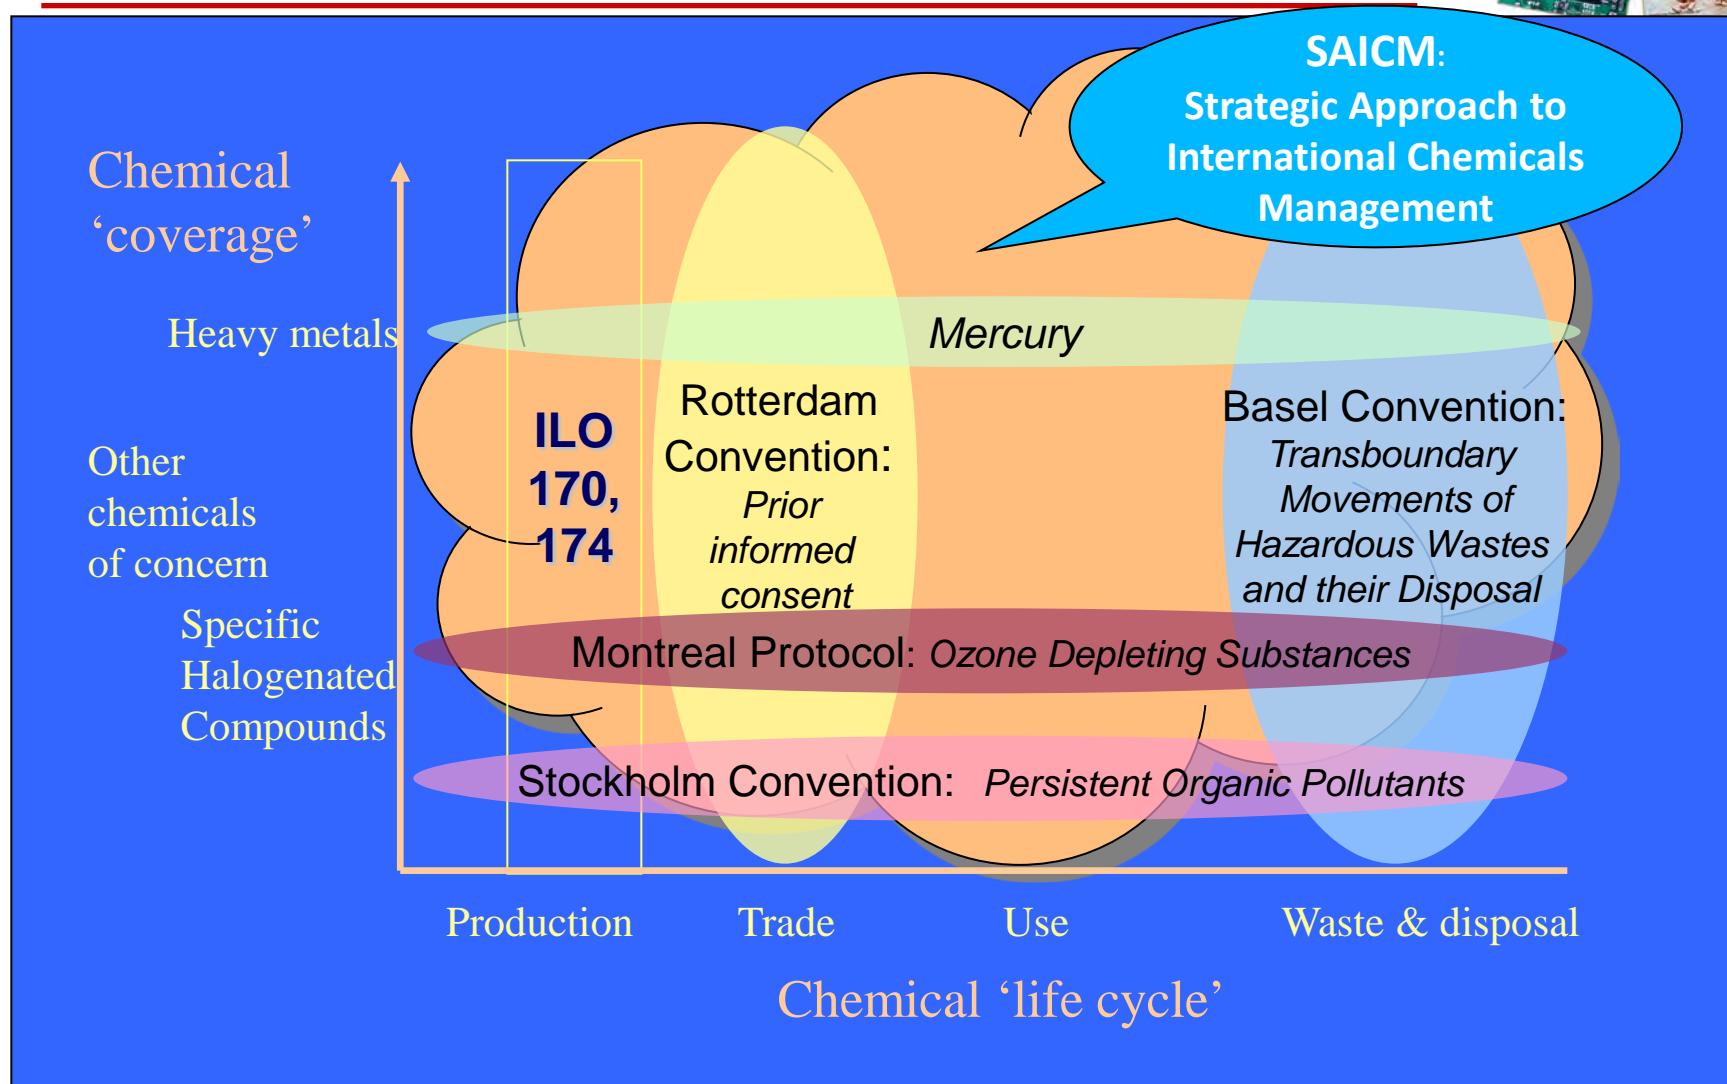 SAICM:
Strategic Approach to
International Chemicals
Management
Chemical
‘coverage’
Heavy metals
Mercury
Other
chemicals
of concern
ILO
170,
174
Rotterdam
Convention:
Prior
informed
consent
Basel Convention:
Transboundary
Movements of
Hazardous Wastes
and their Disposal
Specific
Halogenated
Compounds
Montreal Protocol: Ozone Depleting Substances
Stockholm Convention: Persistent Organic Pollutants
Production
Trade
Use
Waste & disposal
Chemical ‘life cycle’